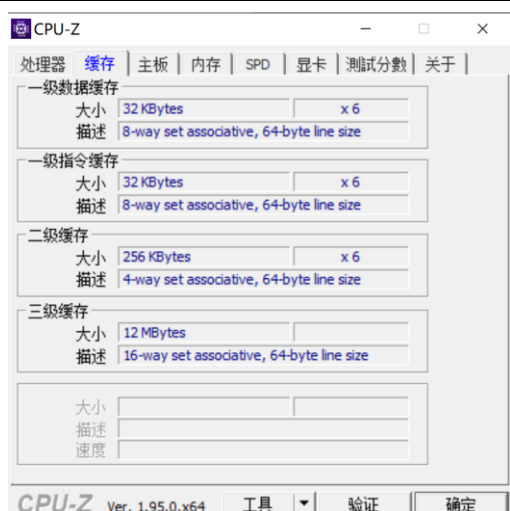 CPU-Z
处理器 缓存 主板 内存 SPD 显卡 測試分數 关于
一级数据缓存
大小 32 KBytes x 6
描述 8-way set associative, 64-byte line size
一级指令缓存
大小 32 KBytes x 6
描述 8-way set associative, 64-byte line size
二级缓存
大小 256 KBytes x 6
描述 4-way set associative, 64-byte line size
三级缓存
大小 12 MBytes
描述 16-way set associative, 64-byte line size
大小
描述
速度
CPU-Z Ver. 1.95.0.x64 工具 验证 确定